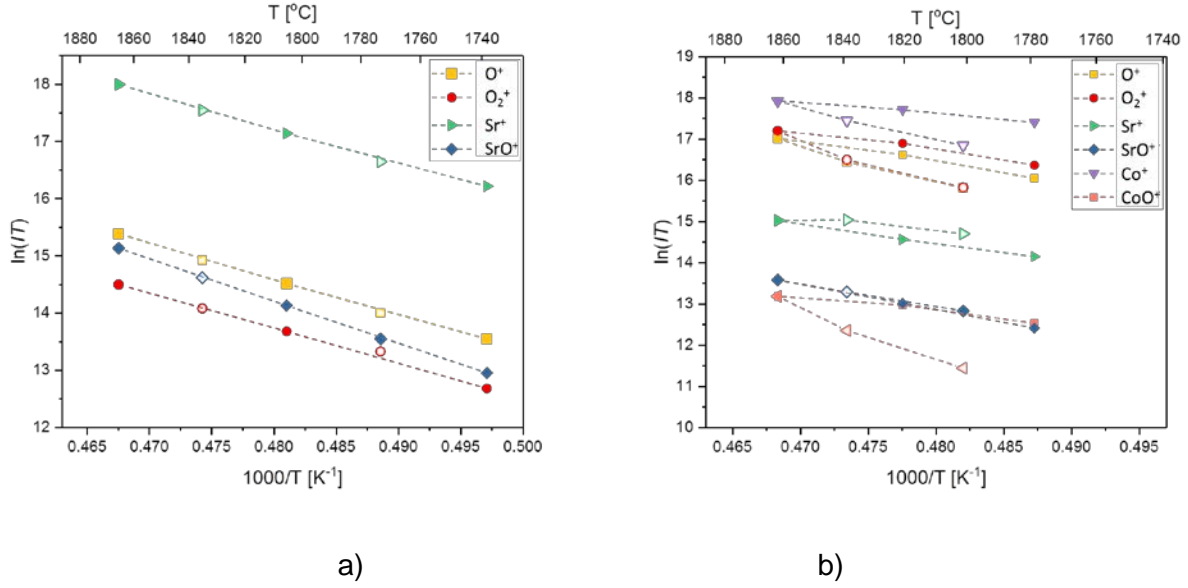 T [°C]
1880 1860 1840 1820 1800 1780 1760 1740
18
17
16
15
14
13
12
ln(IT)
O⁺
O₂⁺
Sr⁺
SrO⁺
0.465 0.470 0.475 0.480 0.485 0.490 0.495 0.500
1000/T [K⁻¹]
a)
T [°C]
1880 1860 1840 1820 1800 1780 1760 1740
19
18
17
16
15
14
13
12
11
10
ln(IT)
O⁺
O₂⁺
Sr⁺
SrO⁺
Co⁺
CoO⁺
0.465 0.470 0.475 0.480 0.485 0.490 0.495
1000/T [K⁻¹]
b)